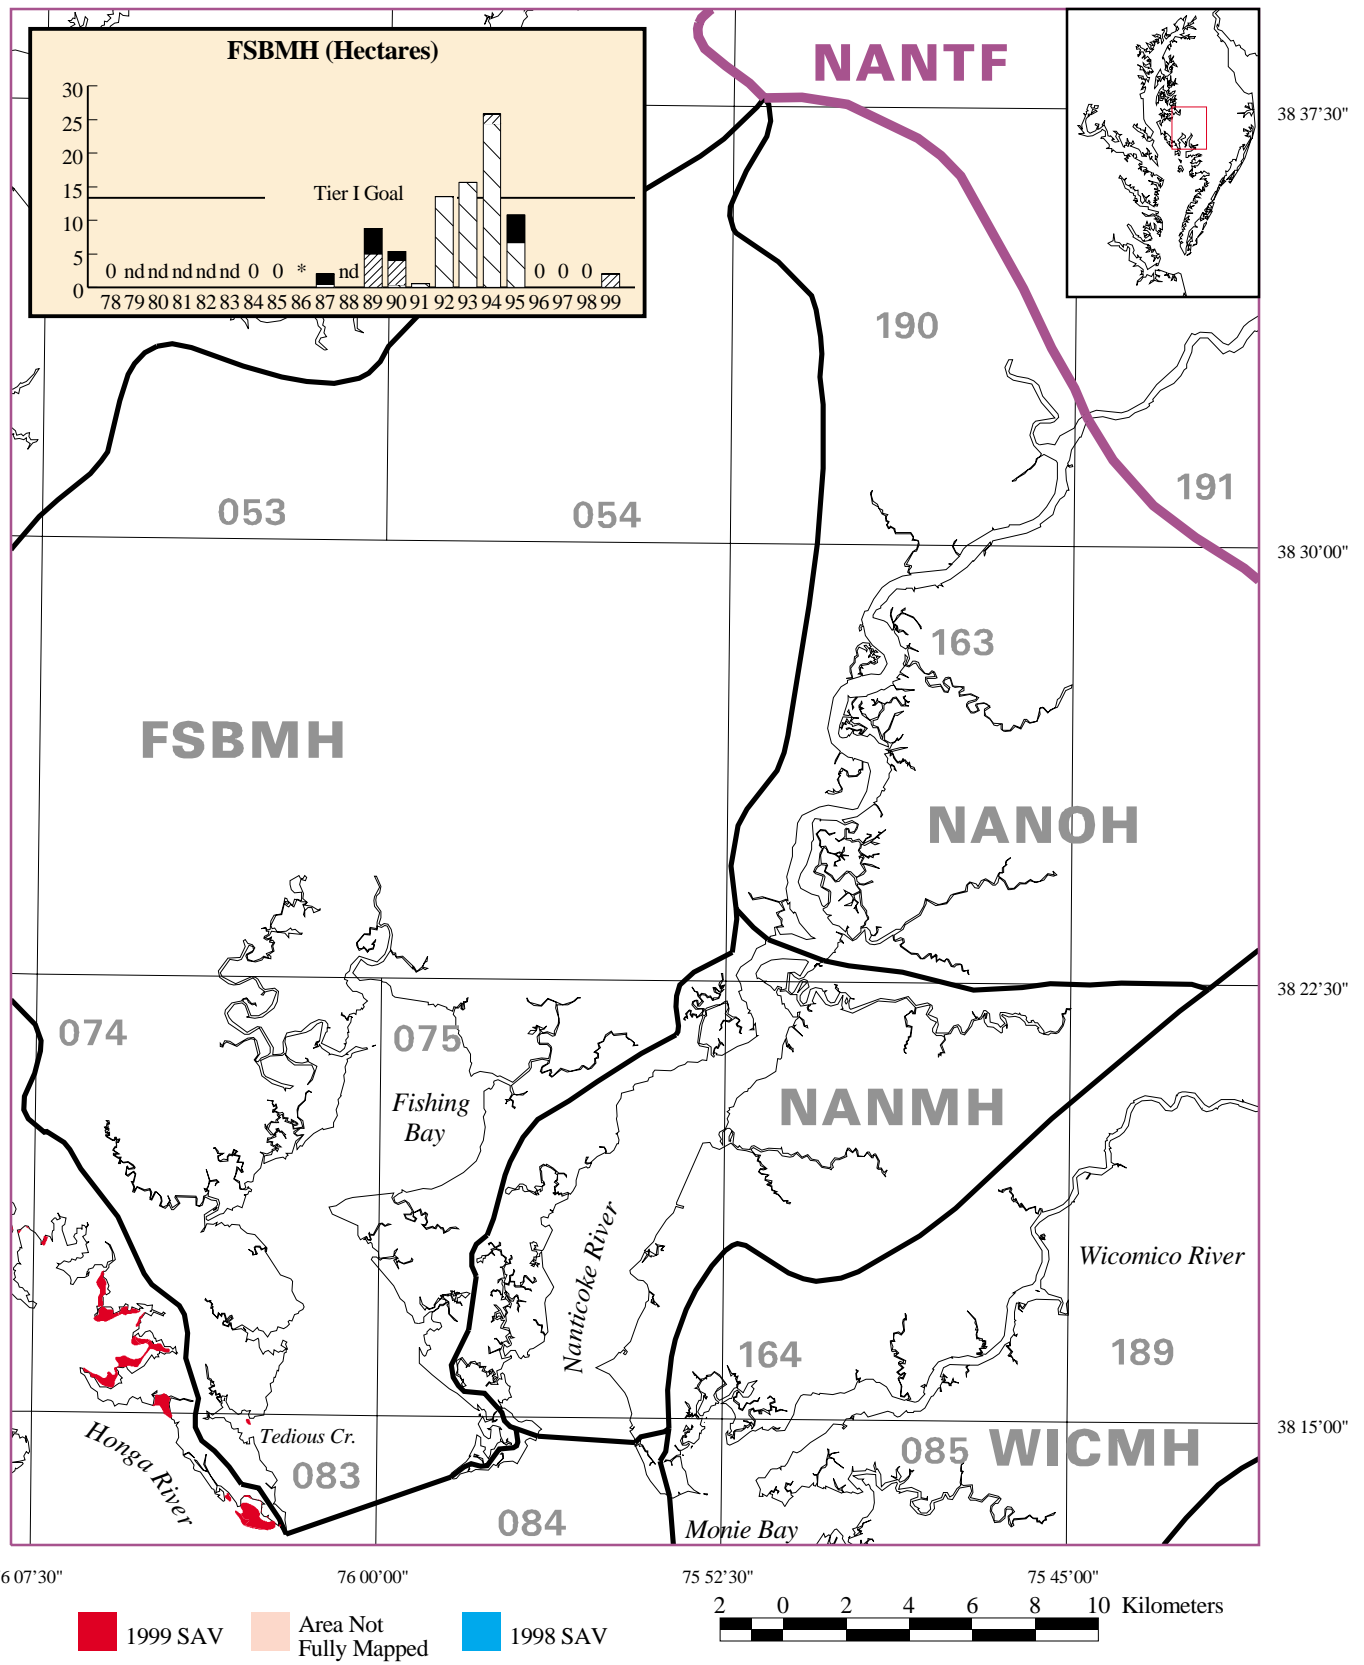 FSBMH (Hectares)
30
25
20
15
10
5
0
Tier I Goal
0 nd nd nd nd nd 0 0 * nd 0 0 0
78 79 80 81 82 83 84 85 86 87 88 89 90 91 92 93 94 95 96 97 98 99
NANTF
38 37'30"
190
191
053
054
38 30'00"
163
FSBMH
NANOH
38 22'30"
074
075
Fishing
Bay
NANMH
Nanticoke River
Wicomico River
164
189
Honga River
Tedious Cr.
083
085
WICMH
38 15'00"
084
Monie Bay
6 07'30"
76 00'00"
75 52'30"
75 45'00"
2 0 2 4 6 8 10 Kilometers
1999 SAV
Area Not
Fully Mapped
1998 SAV